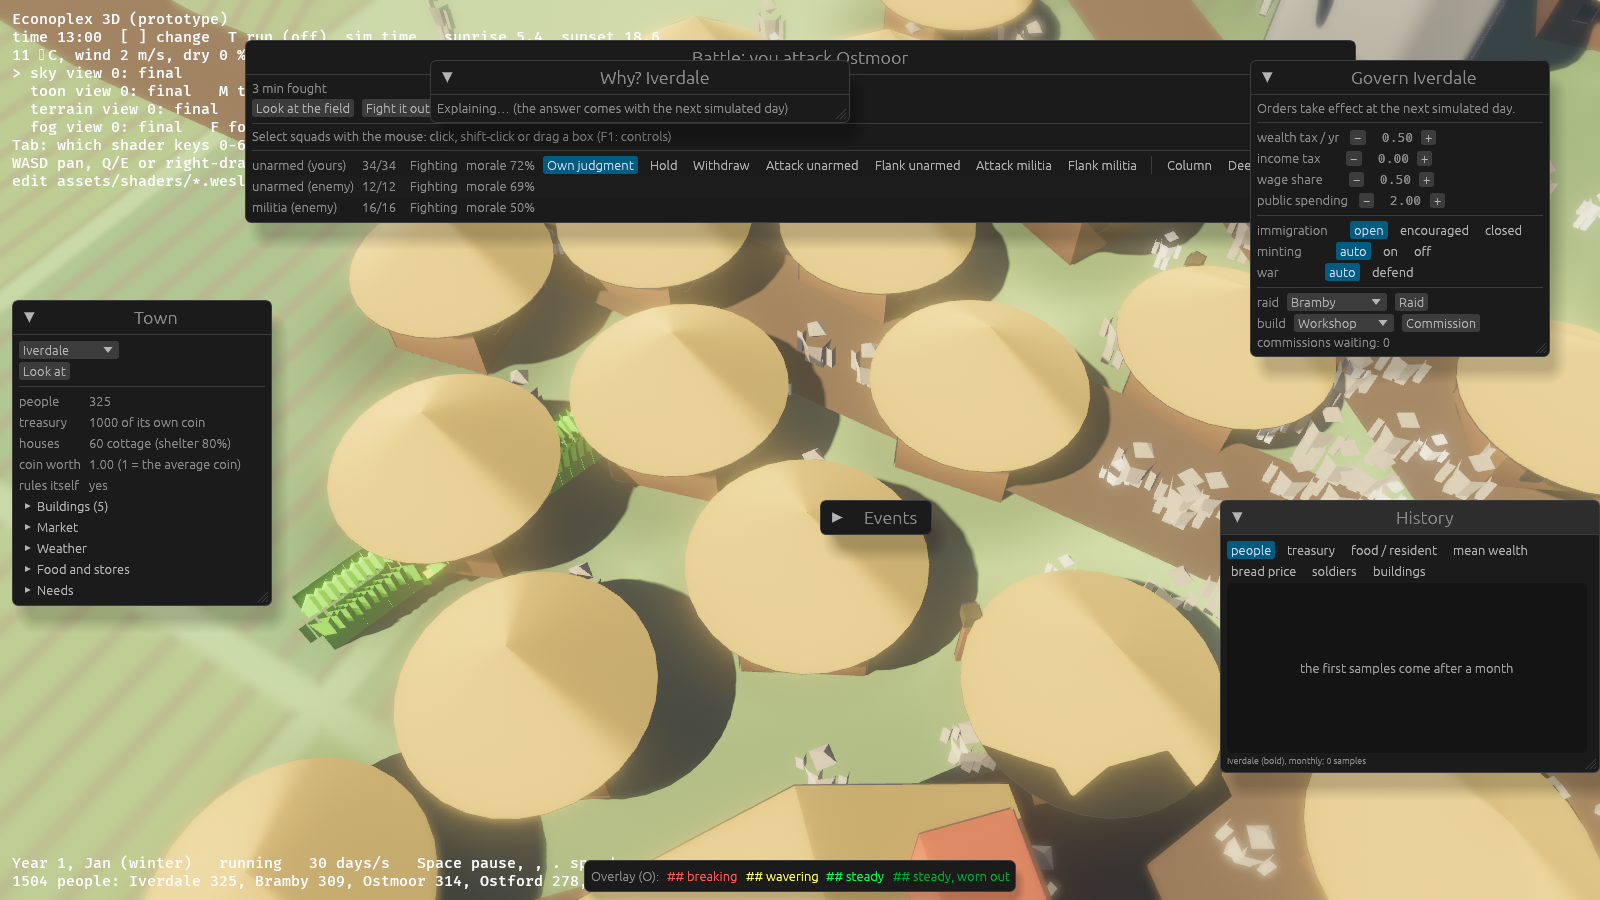 Econoplex 3D (prototype)
time 13:00  [ ] change  T run (off)  sim time   sunrise 5.4  sunset 18.6
11 °C, wind 2 m/s, dry 0 %
> sky view 0: final
toon view 0: final   M t
terrain view 0: final
fog view 0: final   F fo
Tab: which shader keys 0-6
WASD pan, Q/E or right-dra
edit assets/shaders/*.wesl
Battle: you attack Ostmoor
3 min fought
Look at the field  Fight it out
Select squads with the mouse: click, shift-click or drag a box (F1: controls)
unarmed (yours)  34/34  Fighting  morale 72%  Own judgment  Hold  Withdraw  Attack unarmed  Flank unarmed  Attack militia  Flank militia  Column  Dee
unarmed (enemy)  12/12  Fighting  morale 69%
militia (enemy)  16/16  Fighting  morale 50%
Why? Iverdale
Explaining... (the answer comes with the next simulated day)
Govern Iverdale
Orders take effect at the next simulated day.
wealth tax / yr  −  0.50  +
income tax  −  0.00  +
wage share  −  0.50  +
public spending  −  2.00  +
immigration  open  encouraged  closed
minting  auto  on  off
war  auto  defend
raid  Bramby  Raid
build  Workshop  Commission
commissions waiting: 0
Town
Iverdale
Look at
people  325
treasury  1000 of its own coin
houses  60 cottage (shelter 80%)
coin worth  1.00 (1 = the average coin)
rules itself  yes
Buildings (5)
Market
Weather
Food and stores
Needs
Events
History
people  treasury  food / resident  mean wealth
bread price  soldiers  buildings
the first samples come after a month
Iverdale (bold), monthly; 0 samples
Year 1, Jan (winter)   running   30 days/s   Space pause, , . sp
1504 people: Iverdale 325, Bramby 309, Ostmoor 314, Ostford 278,
Overlay (O):  ## breaking  ## wavering  ## steady  ## steady, worn out